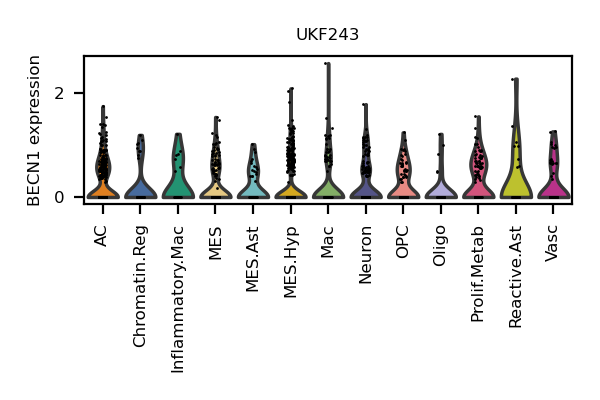 UKF243
BECN1 expression
2
0
AC
Chromatin.Reg
Inflammatory.Mac
MES
MES.Ast
MES.Hyp
Mac
Neuron
OPC
Oligo
Prolif.Metab
Reactive.Ast
Vasc